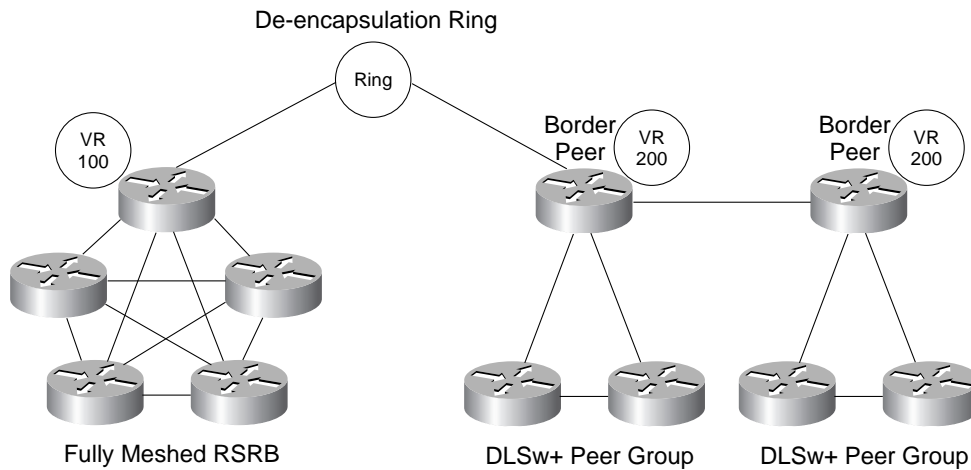 De-encapsulation Ring
Ring
VR
100
Border
Peer
VR
200
Border
Peer
VR
200
Fully Meshed RSRB
DLSw+ Peer Group
DLSw+ Peer Group